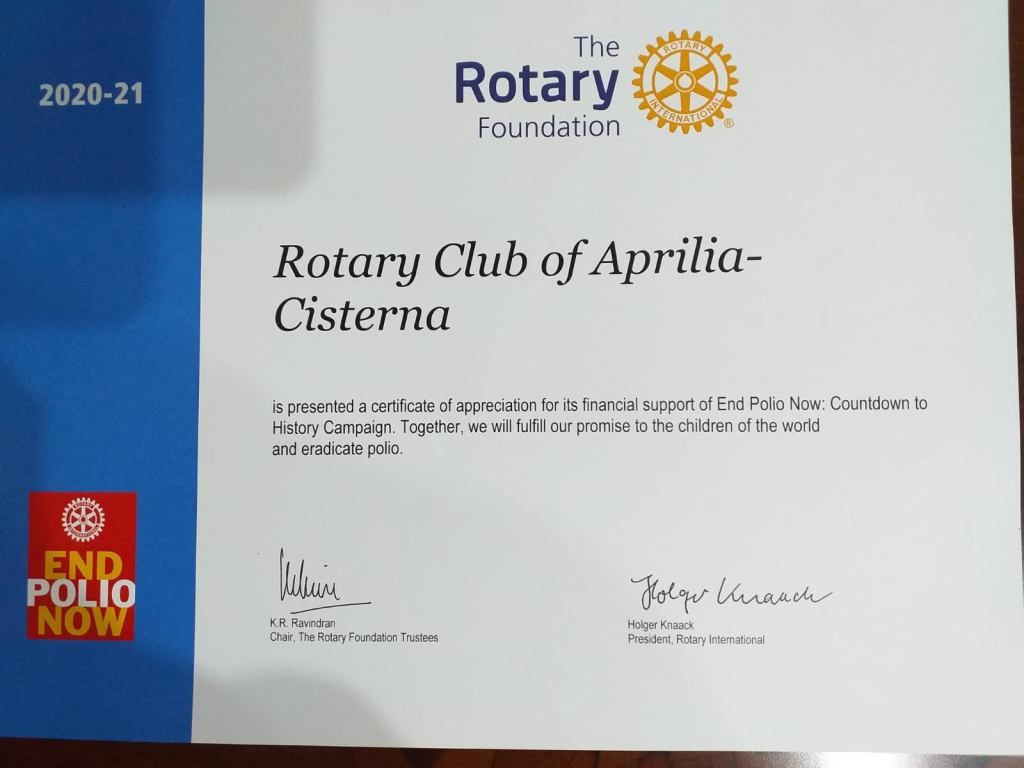 2020-21
The
Rotary
Foundation
ROTARY
INTERNATIONAL
®
Rotary Club of Aprilia-
Cisterna
is presented a certificate of appreciation for its financial support of End Polio Now: Countdown to
History Campaign. Together, we will fulfill our promise to the children of the world
and eradicate polio.
END
POLIO
NOW
Holger Knaack
K.R. Ravindran
Chair, The Rotary Foundation Trustees
Holger Knaack
President, Rotary International